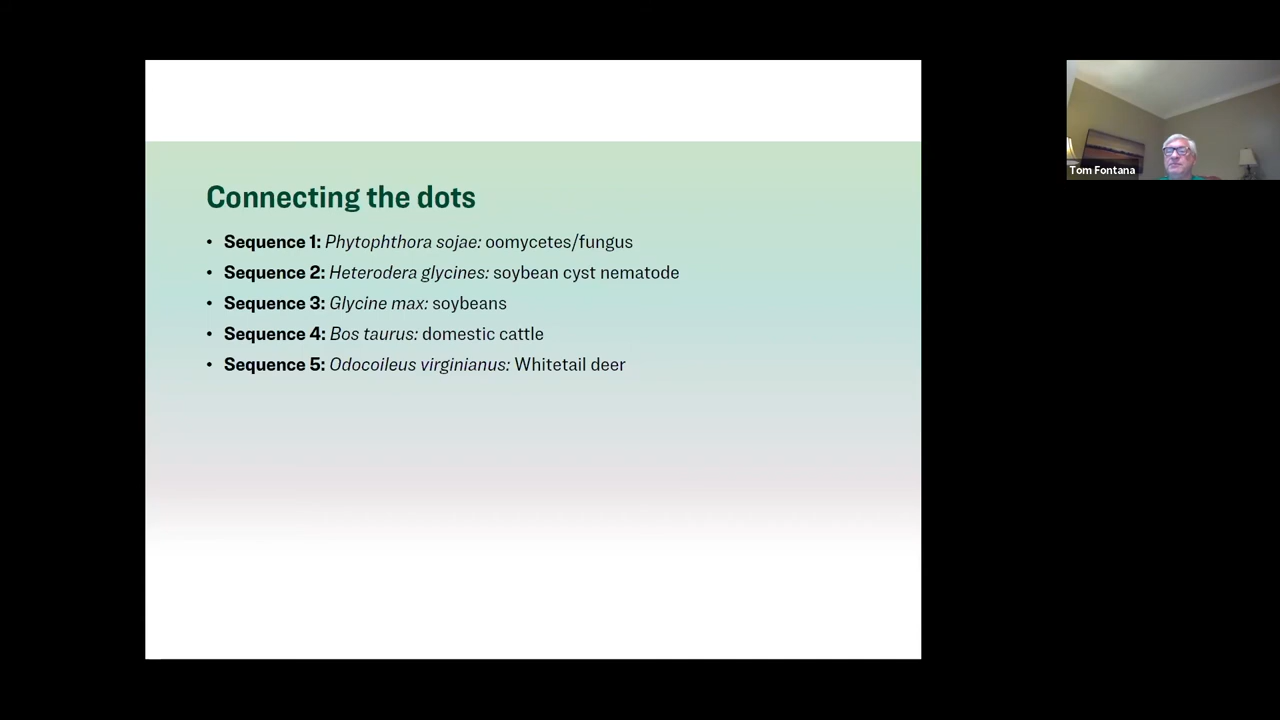 Connecting the dots
• Sequence 1: Phytophthora sojae: oomycetes/fungus
• Sequence 2: Heterodera glycines: soybean cyst nematode
• Sequence 3: Glycine max: soybeans
• Sequence 4: Bos taurus: domestic cattle
• Sequence 5: Odocoileus virginianus: Whitetail deer
Tom Fontana